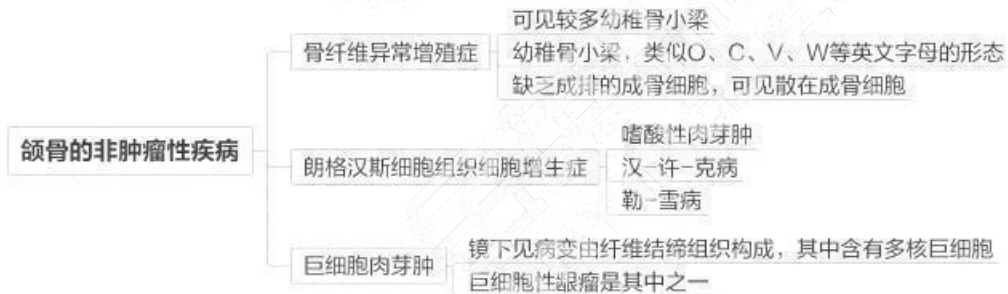 颌骨的非肿瘤性疾病
骨纤维异常增殖症
可见较多幼稚骨小梁
幼稚骨小梁，类似O、C、V、W等英文字母的形态
缺乏成排的成骨细胞，可见散在成骨细胞
朗格汉斯细胞组织细胞增生症
嗜酸性肉芽肿
汉-许-克病
勒-雪病
巨细胞肉芽肿
镜下见病变由纤维结缔组织构成，其中含有多核巨细胞
巨细胞性龈瘤是其中之一